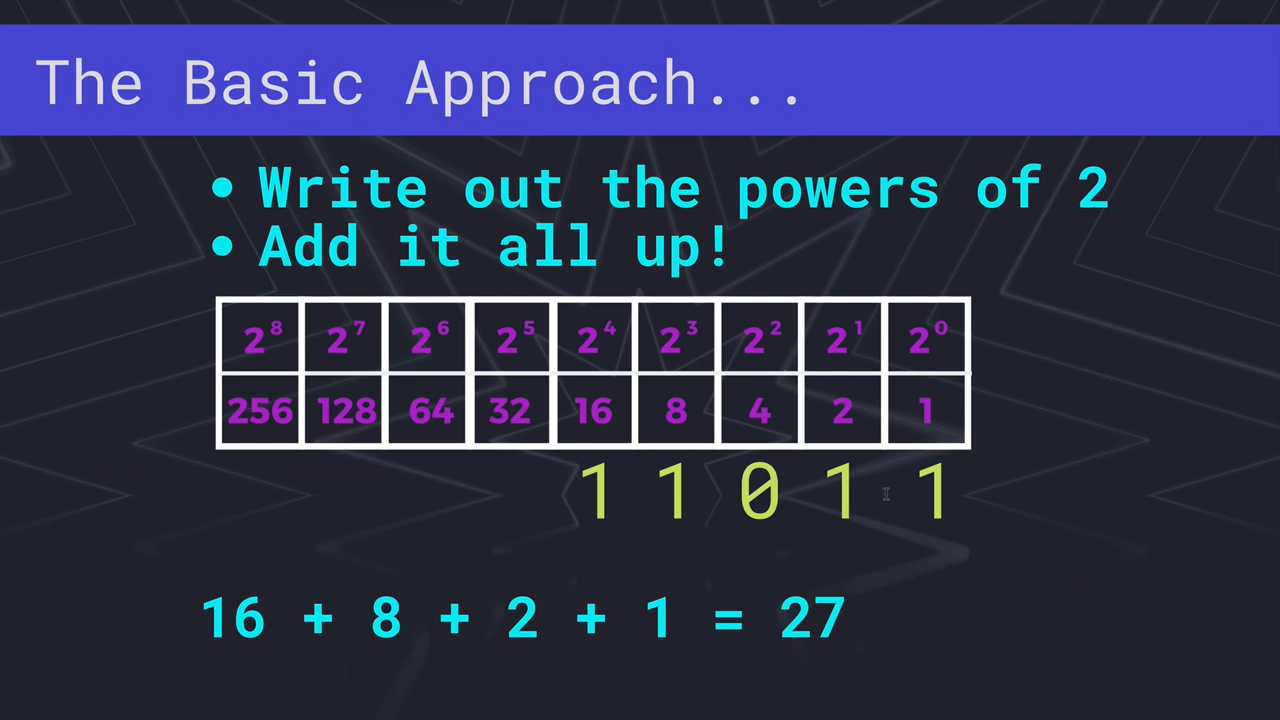 The Basic Approach...
• Write out the powers of 2
• Add it all up!
2⁸ 2⁷ 2⁶ 2⁵ 2⁴ 2³ 2² 2¹ 2⁰
256 128 64 32 16 8 4 2 1
1 1 0 1 1
16 + 8 + 2 + 1 = 27